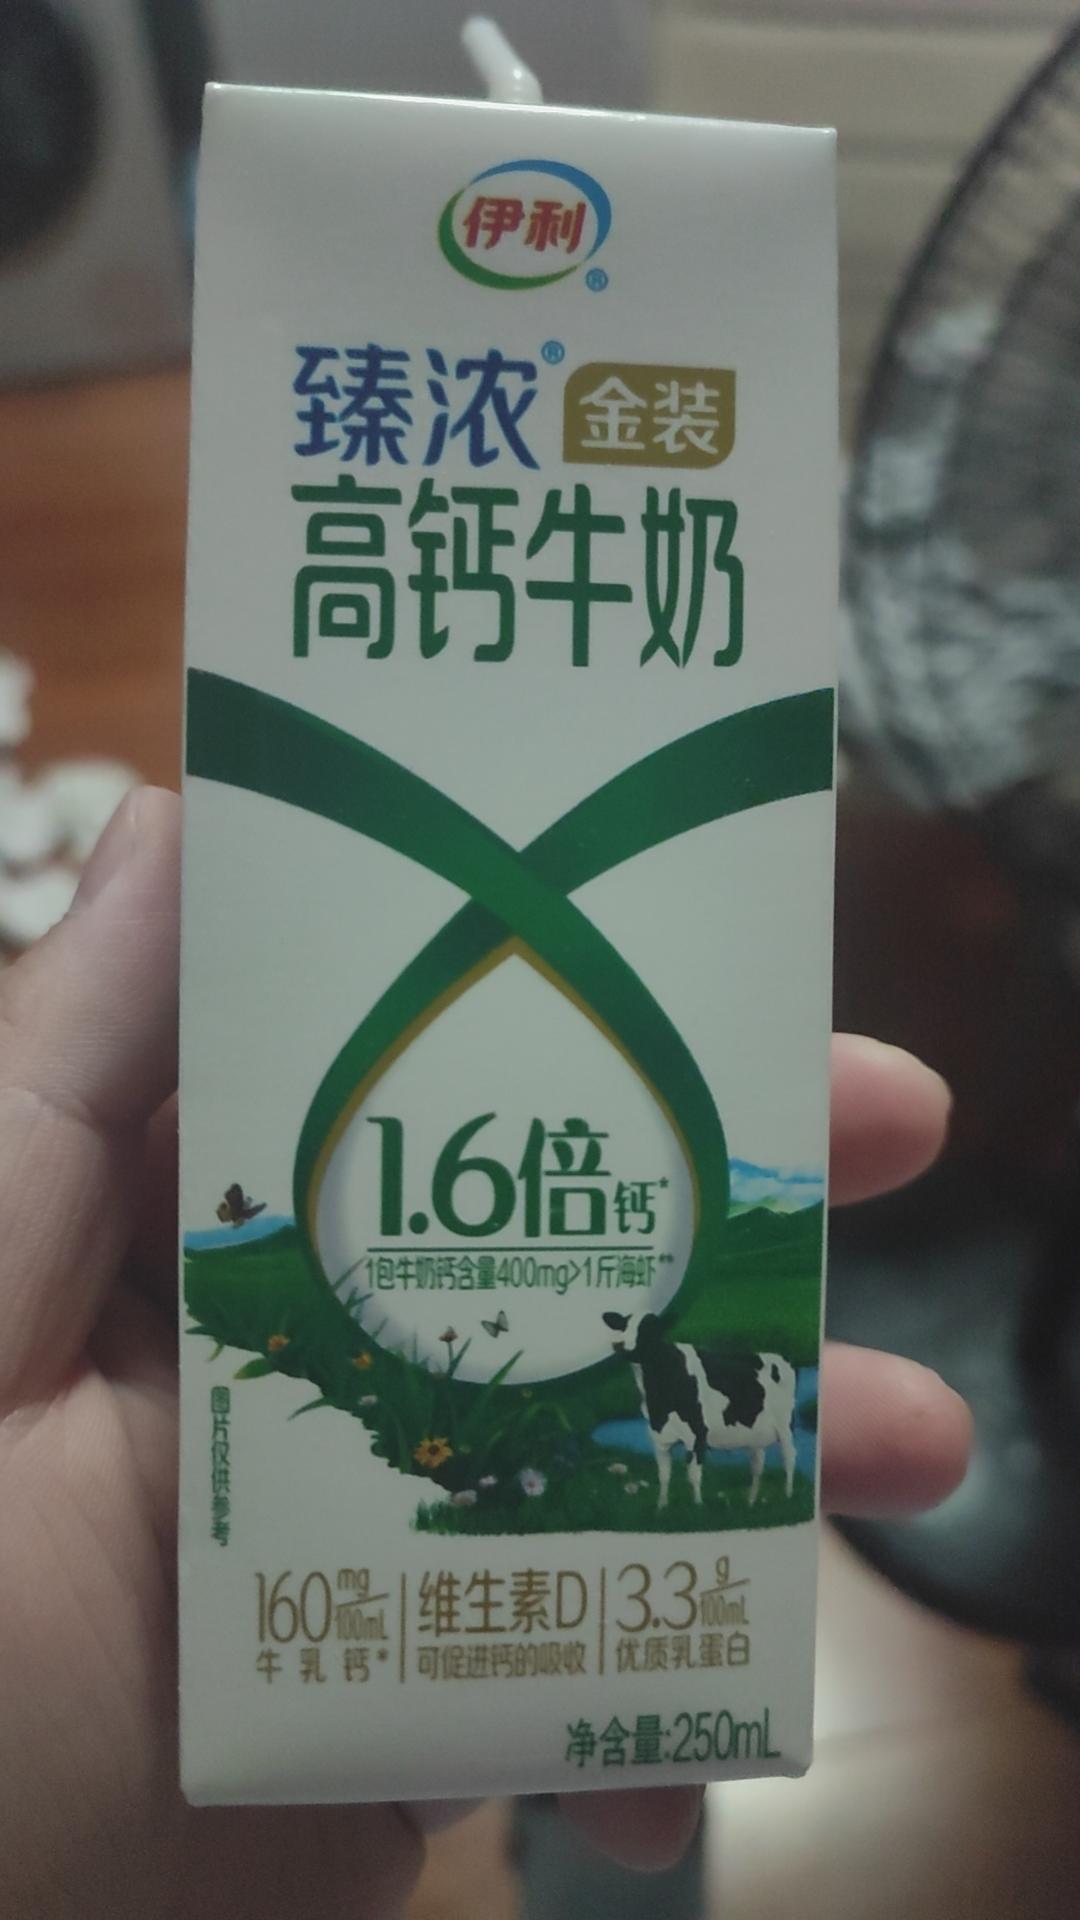 伊利®
臻浓® 金装
高钙牛奶
1.6倍钙*
1包牛奶钙含量400mg>1斤海虾**
图片仅供参考
160mg/100mL 维生素D 3.3g/100mL
牛乳钙* 可促进钙的吸收 优质乳蛋白
净含量:250mL